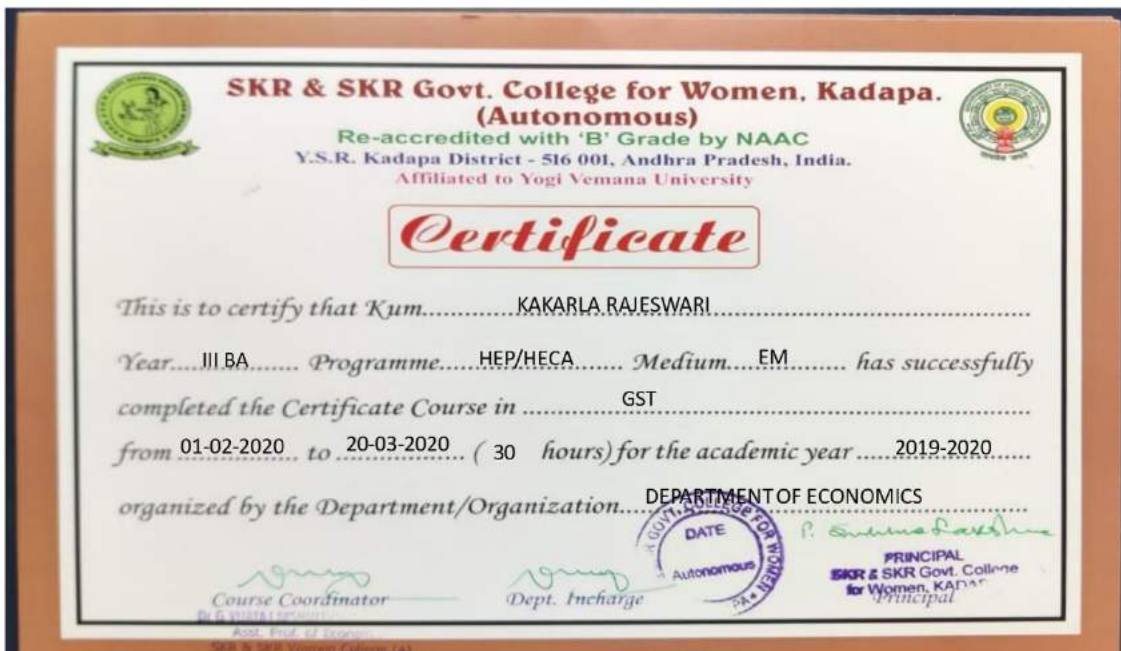 SKR & SKR Govt. College for Women, Kadapa.
(Autonomous)
Re-accredited with 'B' Grade by NAAC
Y.S.R. Kadapa District - 516 001, Andhra Pradesh, India.
Affiliated to Yogi Vemana University
Certificate
This is to certify that Kum.....KAKARLA RAJESWARI.....
Year.....III BA..... Programme.....HEP/HECA..... Medium.....EM..... has successfully
completed the Certificate Course in .....GST.....
from 01-02-2020 to 20-03-2020 ( 30 hours) for the academic year .....2019-2020.....
organized by the Department/Organization.....DEPARTMENT OF ECONOMICS.....
GOVT. COLLEGE FOR WOMEN
DATE
Autonomous
PRINCIPAL
SKR & SKR Govt. College
for Women,
Course Coordinator
Dept. Incharge
Principal
Asst. Prof. of
SKR & SKR Women College (A)